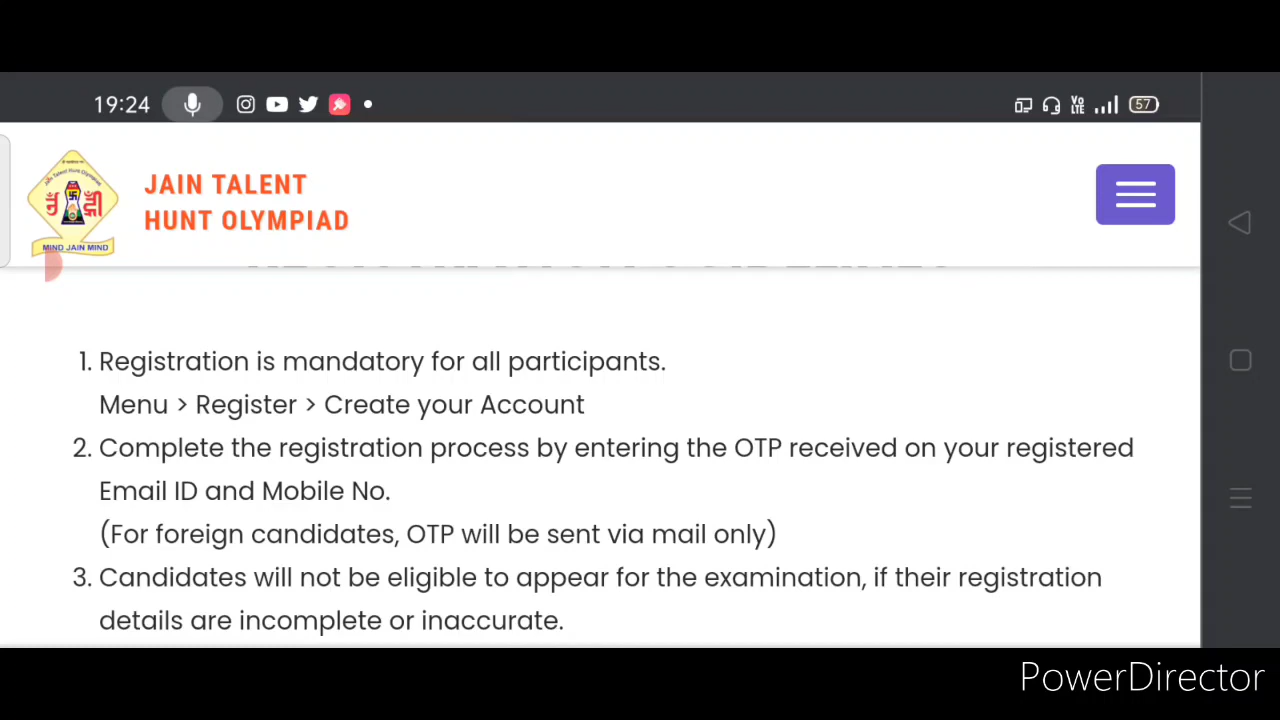 19:24
Vo
LTE
57
MIND JAIN MIND
JAIN TALENT
HUNT OLYMPIAD
1. Registration is mandatory for all participants.
Menu > Register > Create your Account
2. Complete the registration process by entering the OTP received on your registered
Email ID and Mobile No.
(For foreign candidates, OTP will be sent via mail only)
3. Candidates will not be eligible to appear for the examination, if their registration
details are incomplete or inaccurate.
PowerDirector